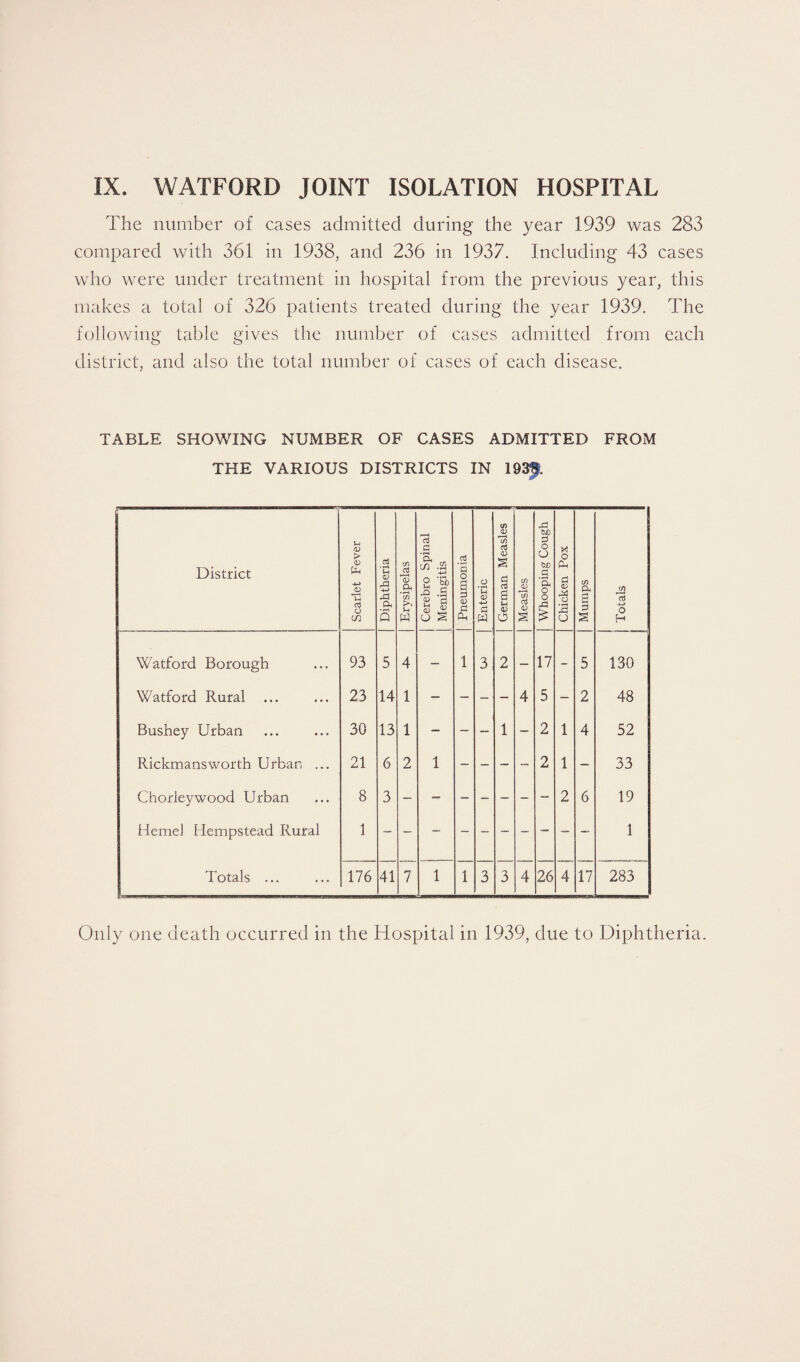 IX. WATFORD JOINT ISOLATION HOSPITAL
The number of cases admitted during the year 1939 was 283
compared with 361 in 1938, and 236 in 1937. Including 43 cases
who were under treatment in hospital from the previous year, this
makes a total of 326 patients treated during the year 1939. The
following table gives the number of cases admitted from each
district, and also the total number of cases of each disease.
TABLE SHOWING NUMBER OF CASES ADMITTED FROM
THE VARIOUS DISTRICTS IN 1939.
District | Scarlet Fever | Diphtheria | Erysipelas | Cerebro Spinal Meningitis | Pneumonia | Enteric | German Measles | Measles | Whooping Cough | Chicken Pox | Mumps | Totals
Watford Borough ... 93 5 4 – 1 3 2 – 17 – 5 130
Watford Rural ... ... 23 14 1 – – – – 4 5 – 2 48
Bushey Urban ... ... 30 13 1 – – – 1 – 2 1 4 52
Rickmansworth Urban ... 21 6 2 1 – – – – 2 1 – 33
Chorleywood Urban ... 8 3 – – – – – – – 2 6 19
Hemel Hempstead Rural 1 – – – – – – – – – – 1
Totals ... ... 176 41 7 1 1 3 3 4 26 4 17 283
Only one death occurred in the Hospital in 1939, due to Diphtheria.